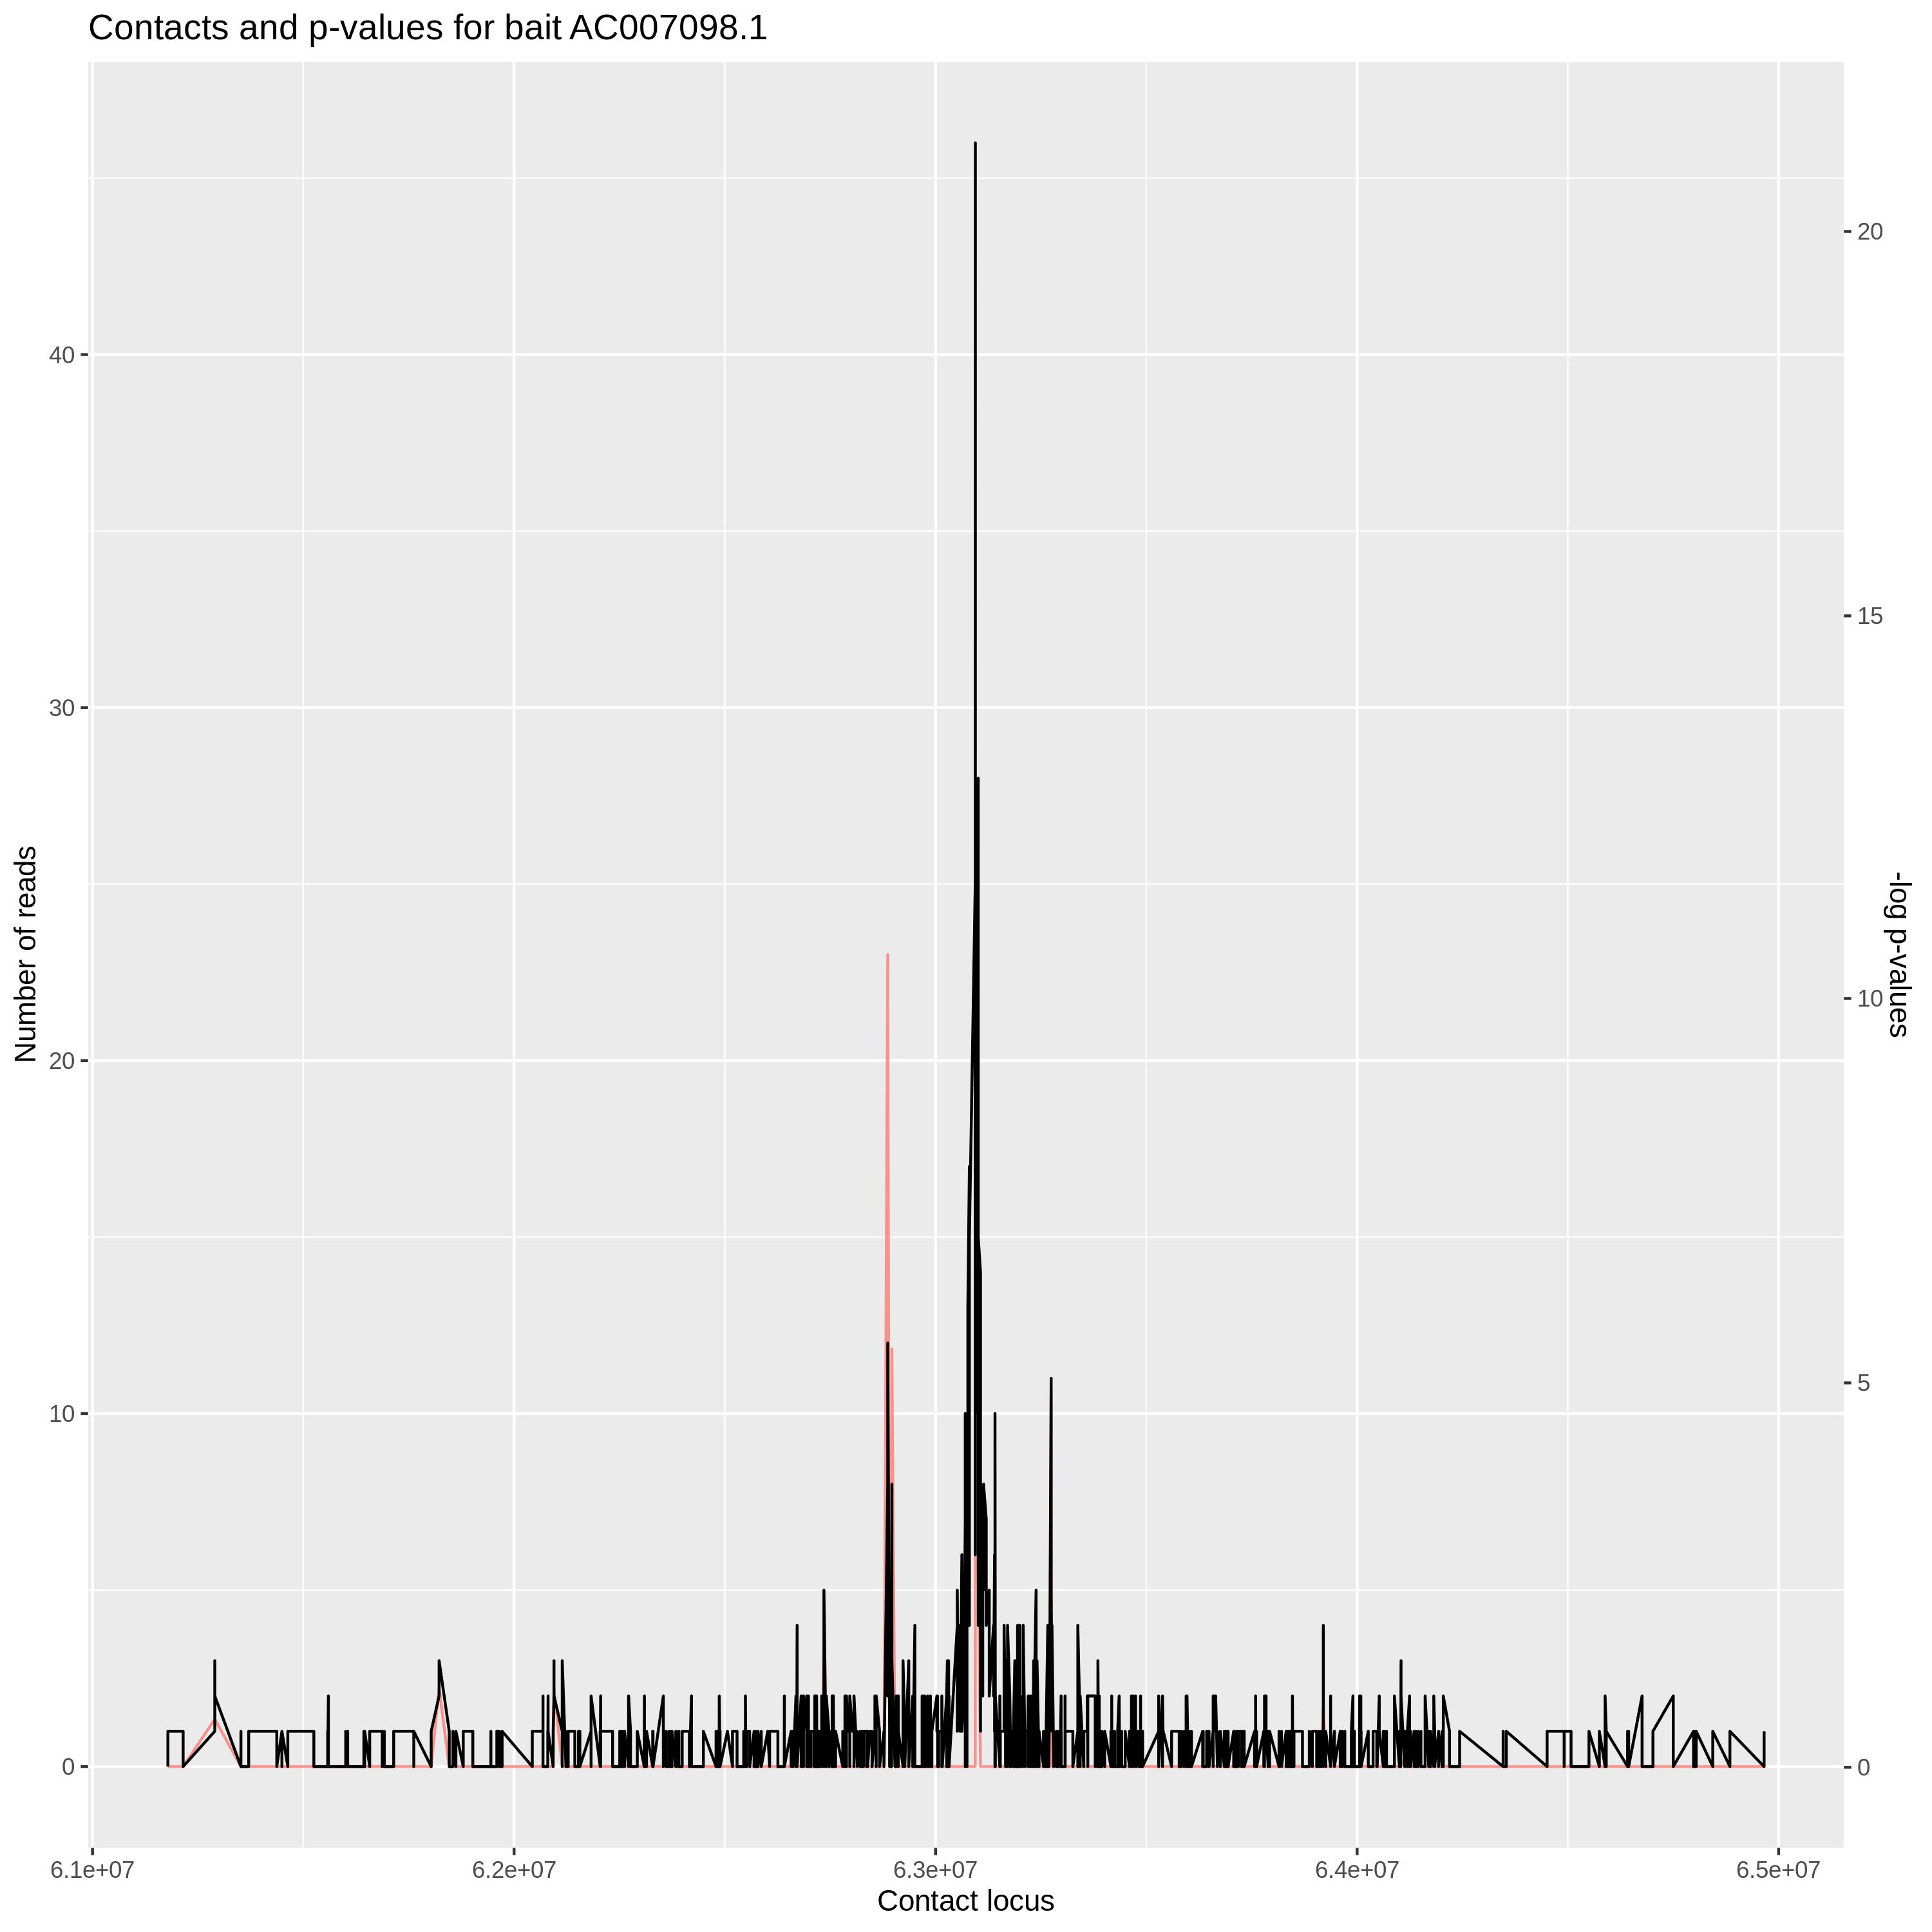 Contacts and p-values for bait AC007098.1
Number of reads
40
30
20
10
0
20
15
10
5
0
-log p-values
6.1e+07
6.2e+07
6.3e+07
6.4e+07
6.5e+07
Contact locus